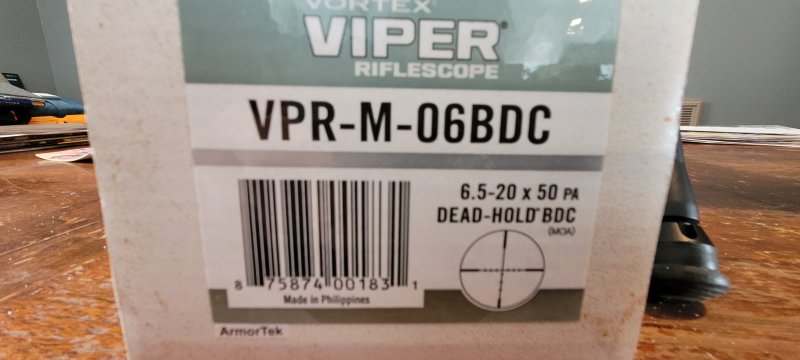 VORTEX®
VIPER®
RIFLESCOPE
VPR-M-06BDC
6.5-20 x 50 PA
DEAD-HOLD® BDC
(MOA)
8 75874 00183 1
Made in Philippines
ArmorTek